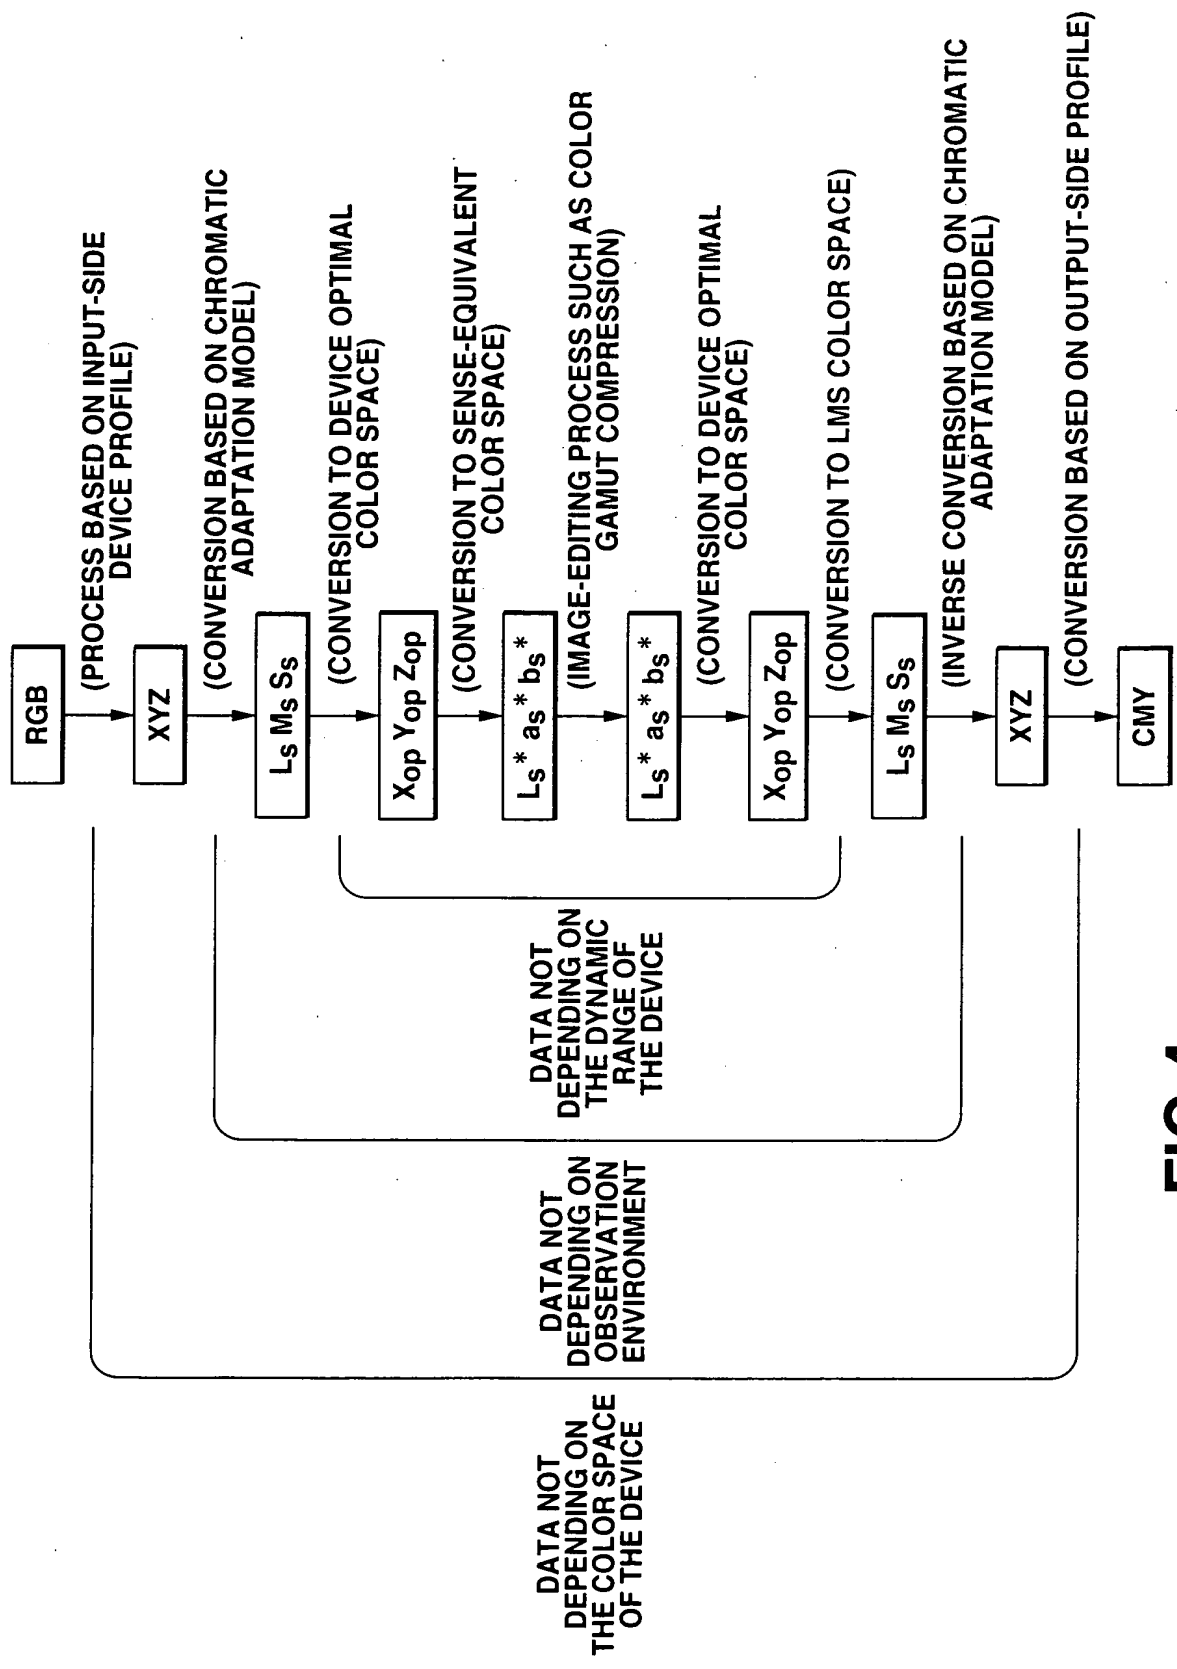 RGB
(PROCESS BASED ON INPUT-SIDE
DEVICE PROFILE)
XYZ
(CONVERSION BASED ON CHROMATIC
ADAPTATION MODEL)
Ls Ms Ss
(CONVERSION TO DEVICE OPTIMAL
COLOR SPACE)
Xop Yop Zop
(CONVERSION TO SENSE-EQUIVALENT
COLOR SPACE)
Ls* as* bs*
(IMAGE-EDITING PROCESS SUCH AS COLOR
GAMUT COMPRESSION)
Ls* as* bs*
(CONVERSION TO DEVICE OPTIMAL
COLOR SPACE)
Xop Yop Zop
(CONVERSION TO LMS COLOR SPACE)
Ls Ms Ss
(INVERSE CONVERSION BASED ON CHROMATIC
ADAPTATION MODEL)
XYZ
(CONVERSION BASED ON OUTPUT-SIDE PROFILE)
CMY
DATA NOT
DEPENDING ON
THE DYNAMIC
RANGE OF
THE DEVICE
DATA NOT
DEPENDING ON
OBSERVATION
ENVIRONMENT
DATA NOT
DEPENDING ON
THE COLOR SPACE
OF THE DEVICE